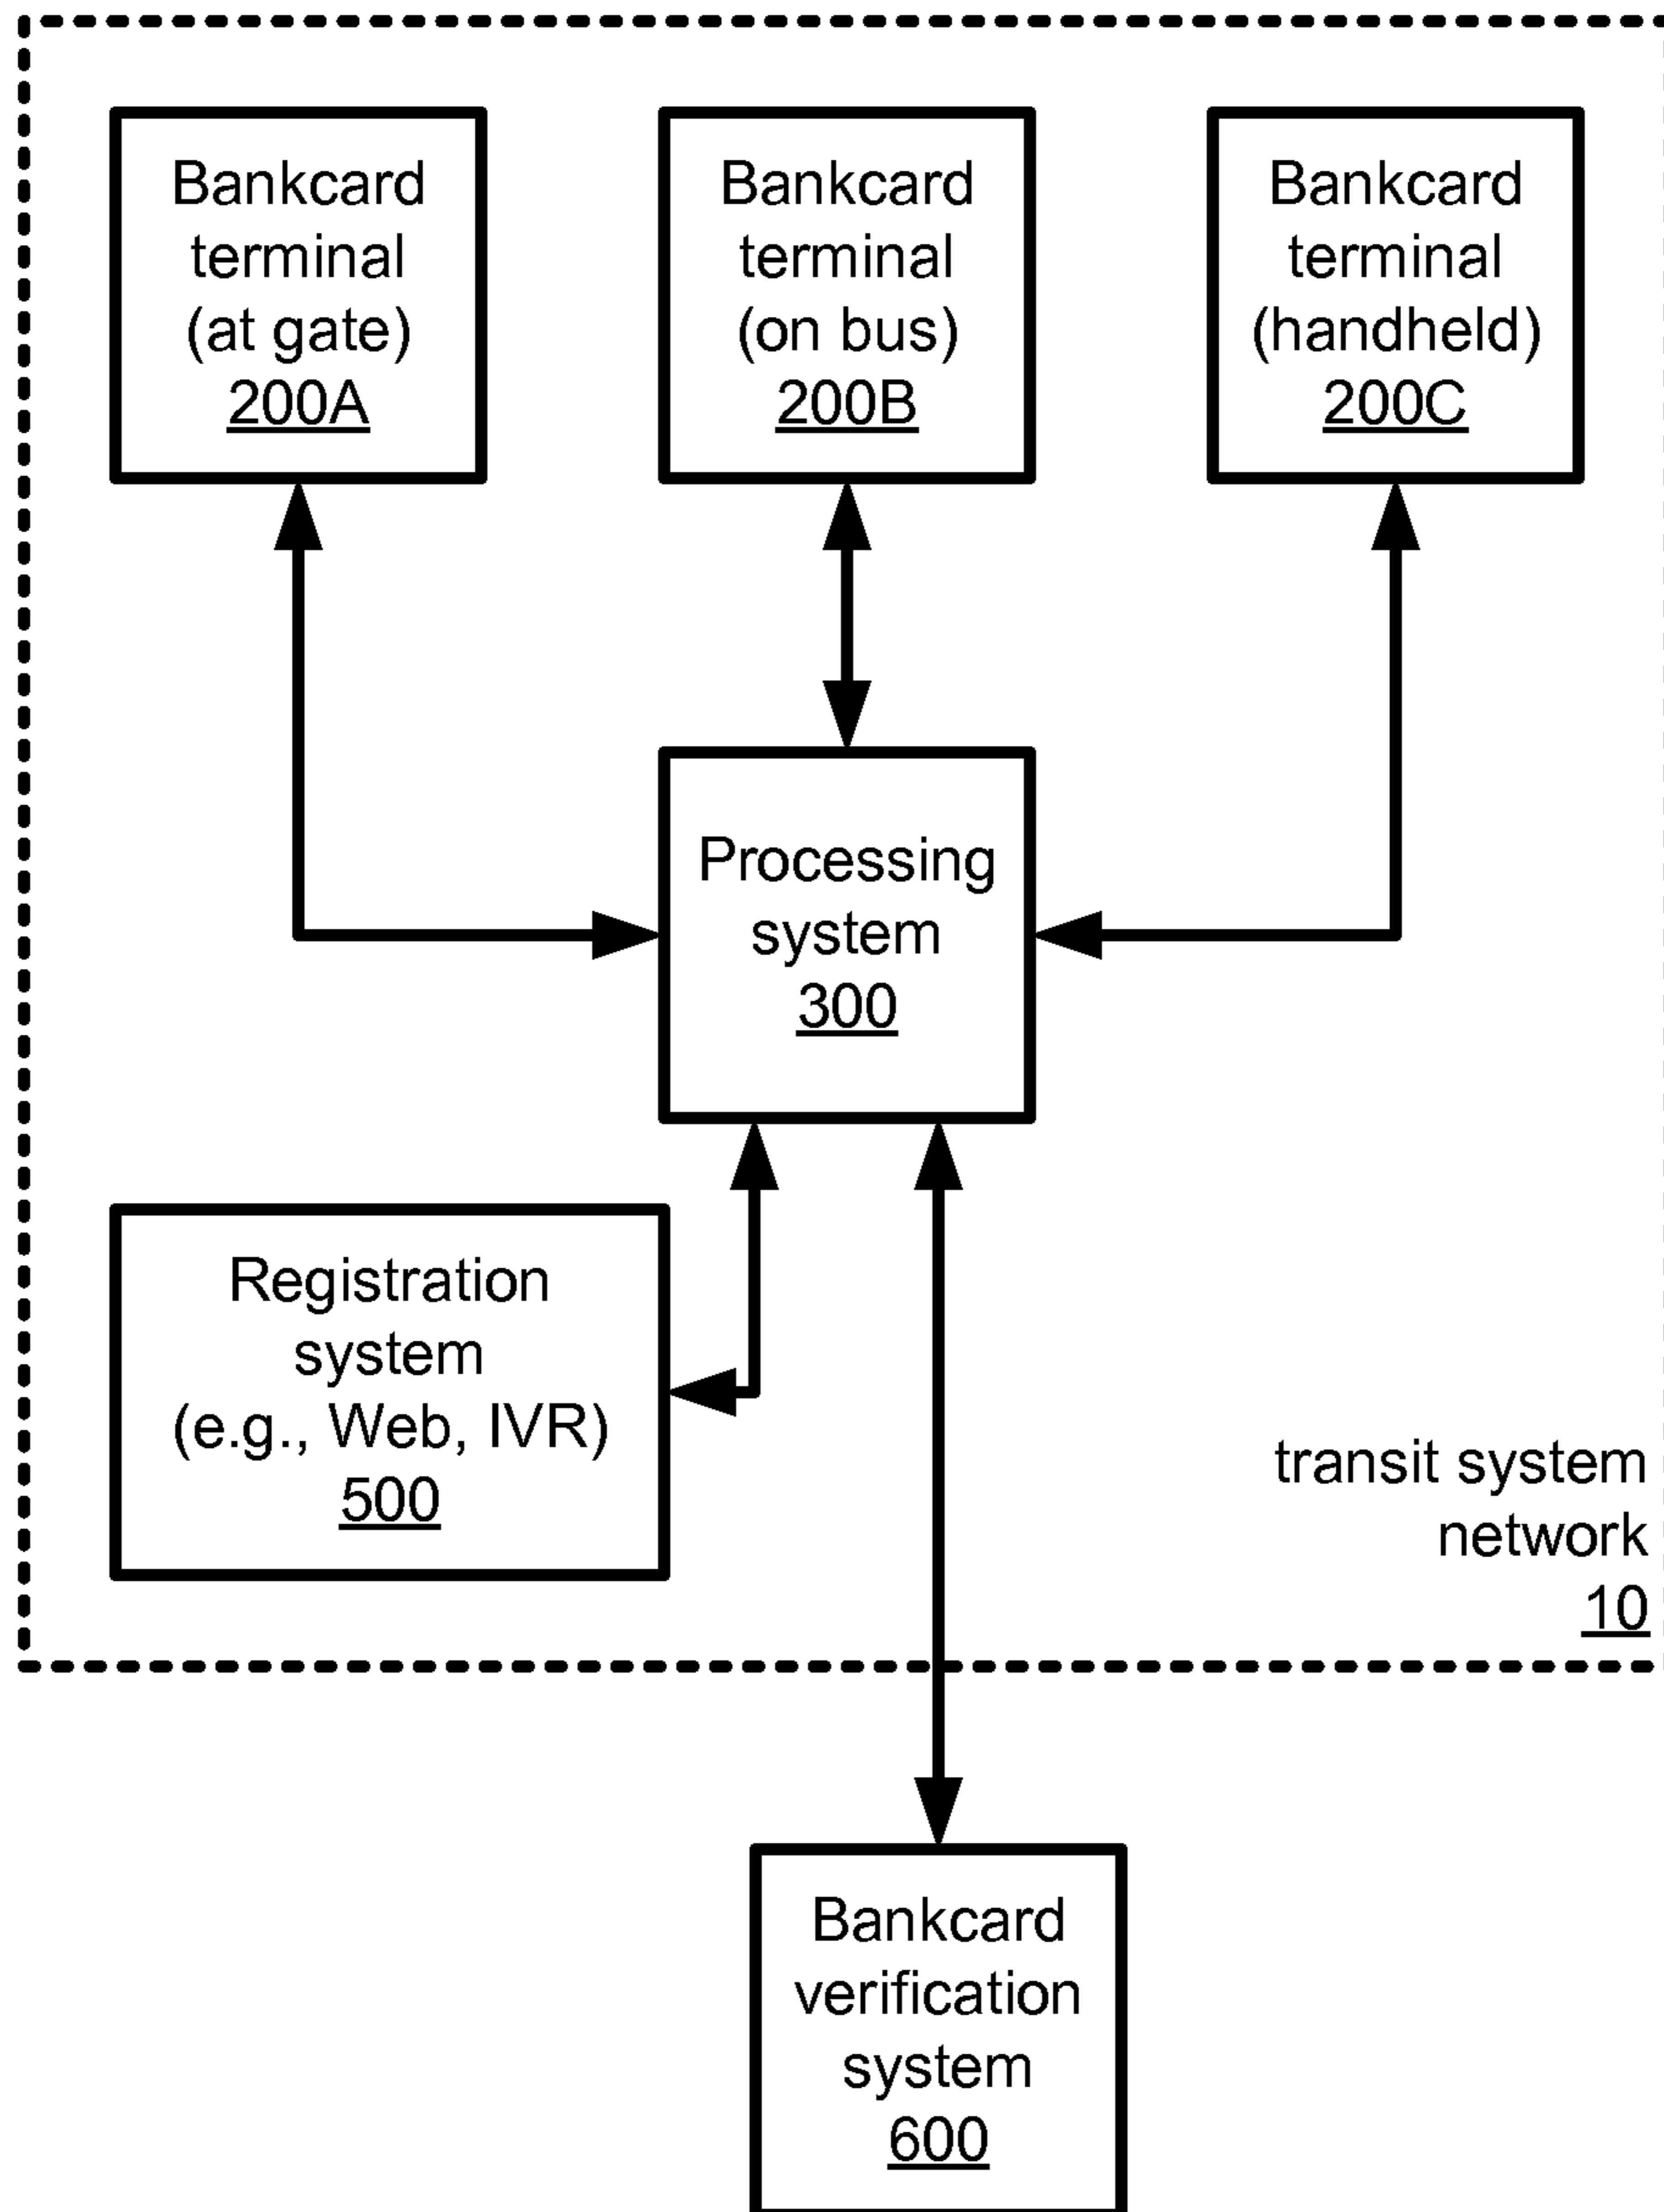 Bankcard
terminal
(at gate)
200A
Bankcard
terminal
(on bus)
200B
Bankcard
terminal
(handheld)
200C
Processing
system
300
Registration
system
(e.g., Web, IVR)
500
transit system
network
10
Bankcard
verification
system
600